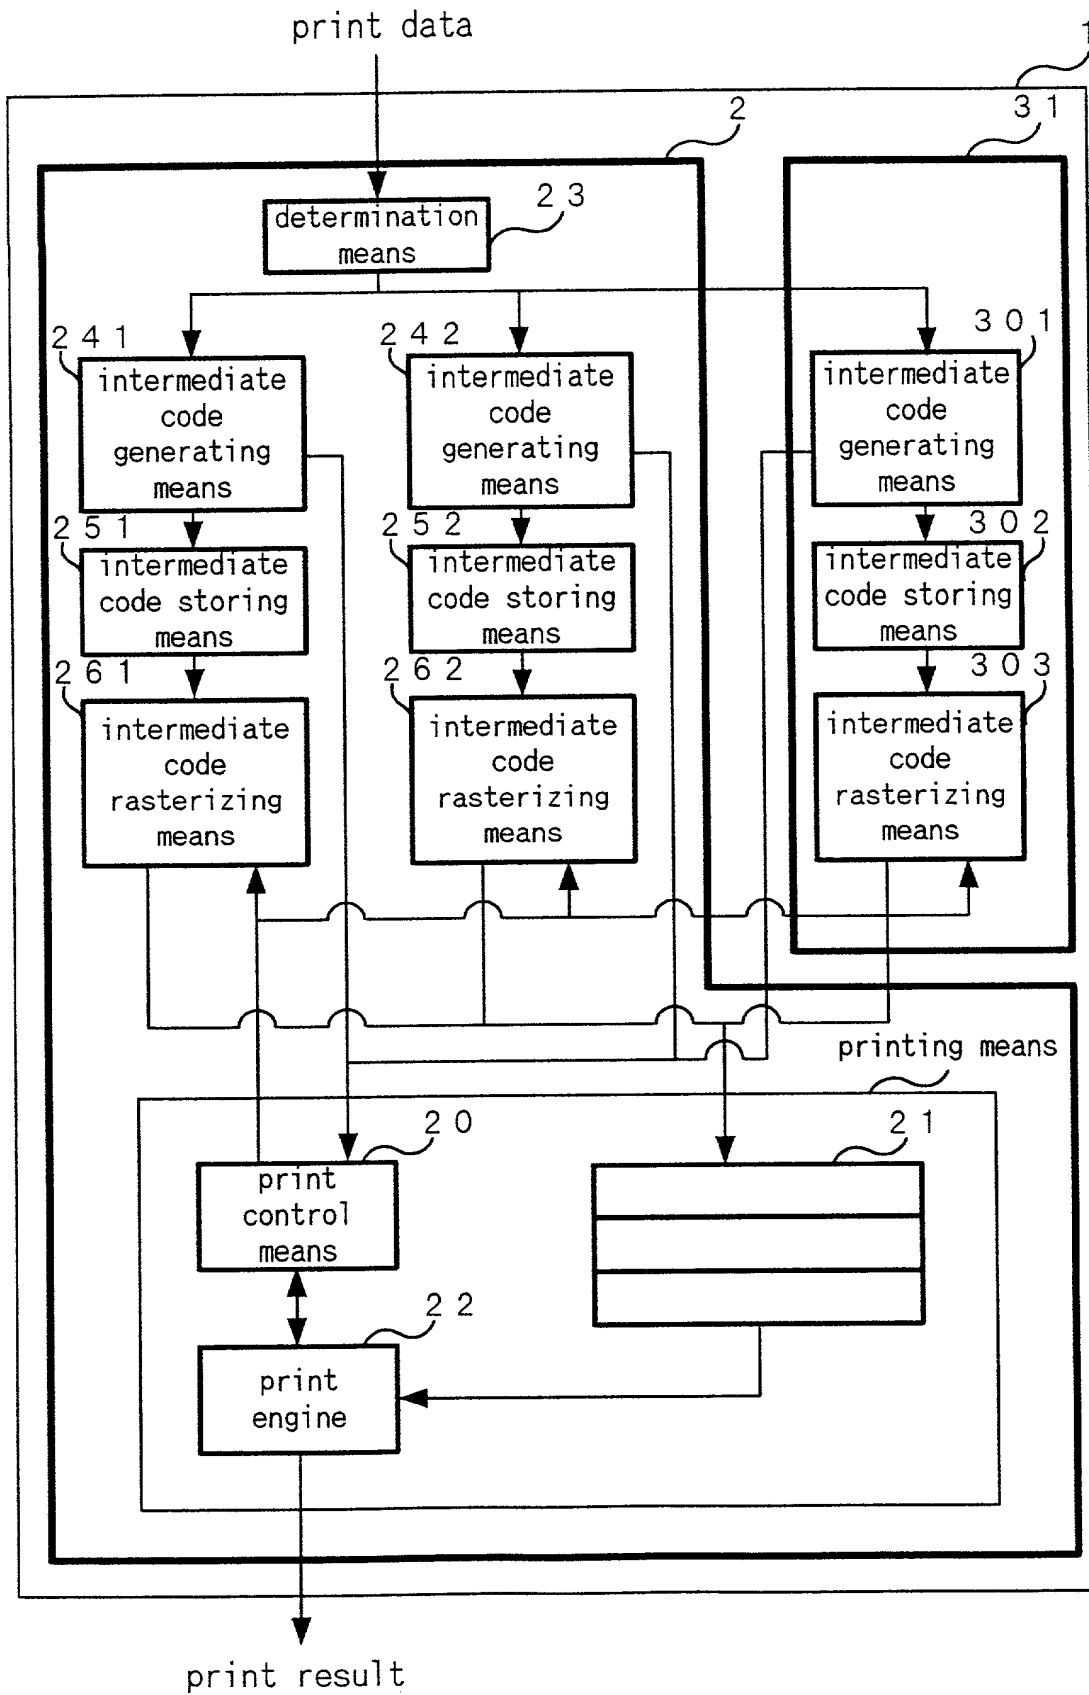 print data
1
2
31
23
determination
means
241
242
301
intermediate
code
generating
means
intermediate
code
generating
means
intermediate
code
generating
means
251
252
302
intermediate
code storing
means
intermediate
code storing
means
intermediate
code storing
means
261
262
303
intermediate
code
rasterizing
means
intermediate
code
rasterizing
means
intermediate
code
rasterizing
means
printing means
20
21
print
control
means
22
print
engine
print result